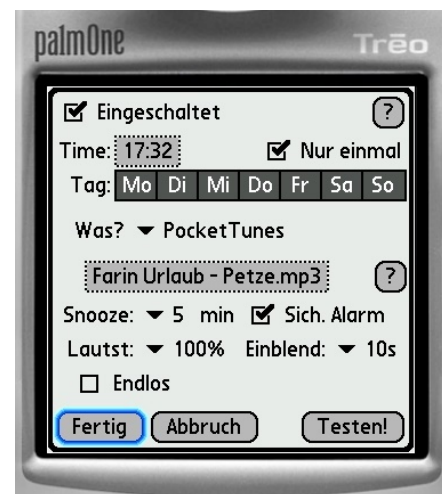 palmOne Trēo
Eingeschaltet ?
Time: 17:32 Nur einmal
Tag: Mo Di Mi Do Fr Sa So
Was? PocketTunes
Farin Urlaub - Petze.mp3 ?
Snooze: 5 min Sich. Alarm
Lautst: 100% Einblend: 10s
Endlos
Fertig Abbruch Testen!